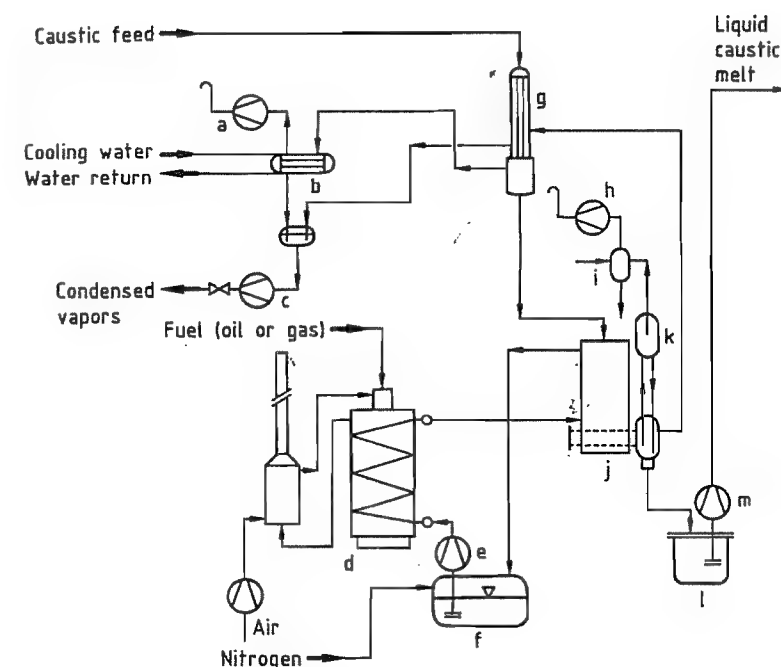 Caustic feed
Liquid
caustic
melt
g
a
Cooling water
Water return
b
h
i
Condensed
vapors
c
k
Fuel (oil or gas)
j
m
d
e
l
Air
f
Nitrogen